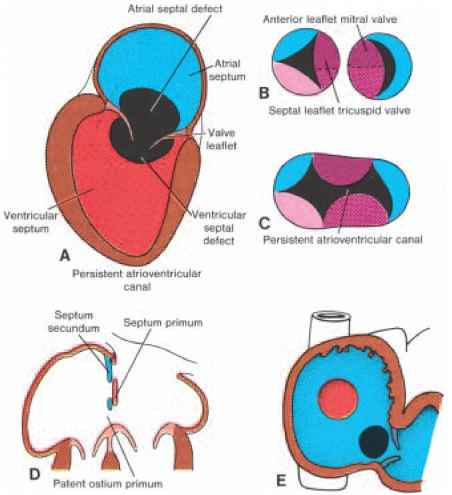 Atrial septal defect
Atrial
septum
Valve
leaflet
Ventricular
septum
Ventricular
septal
defect
A
Persistent atrioventricular
canal
Anterior leaflet mitral valve
B
Septal leaflet tricuspid valve
C
Persistent atrioventricular canal
Septum
secundum
Septum primum
D
Patent ostium primum
E